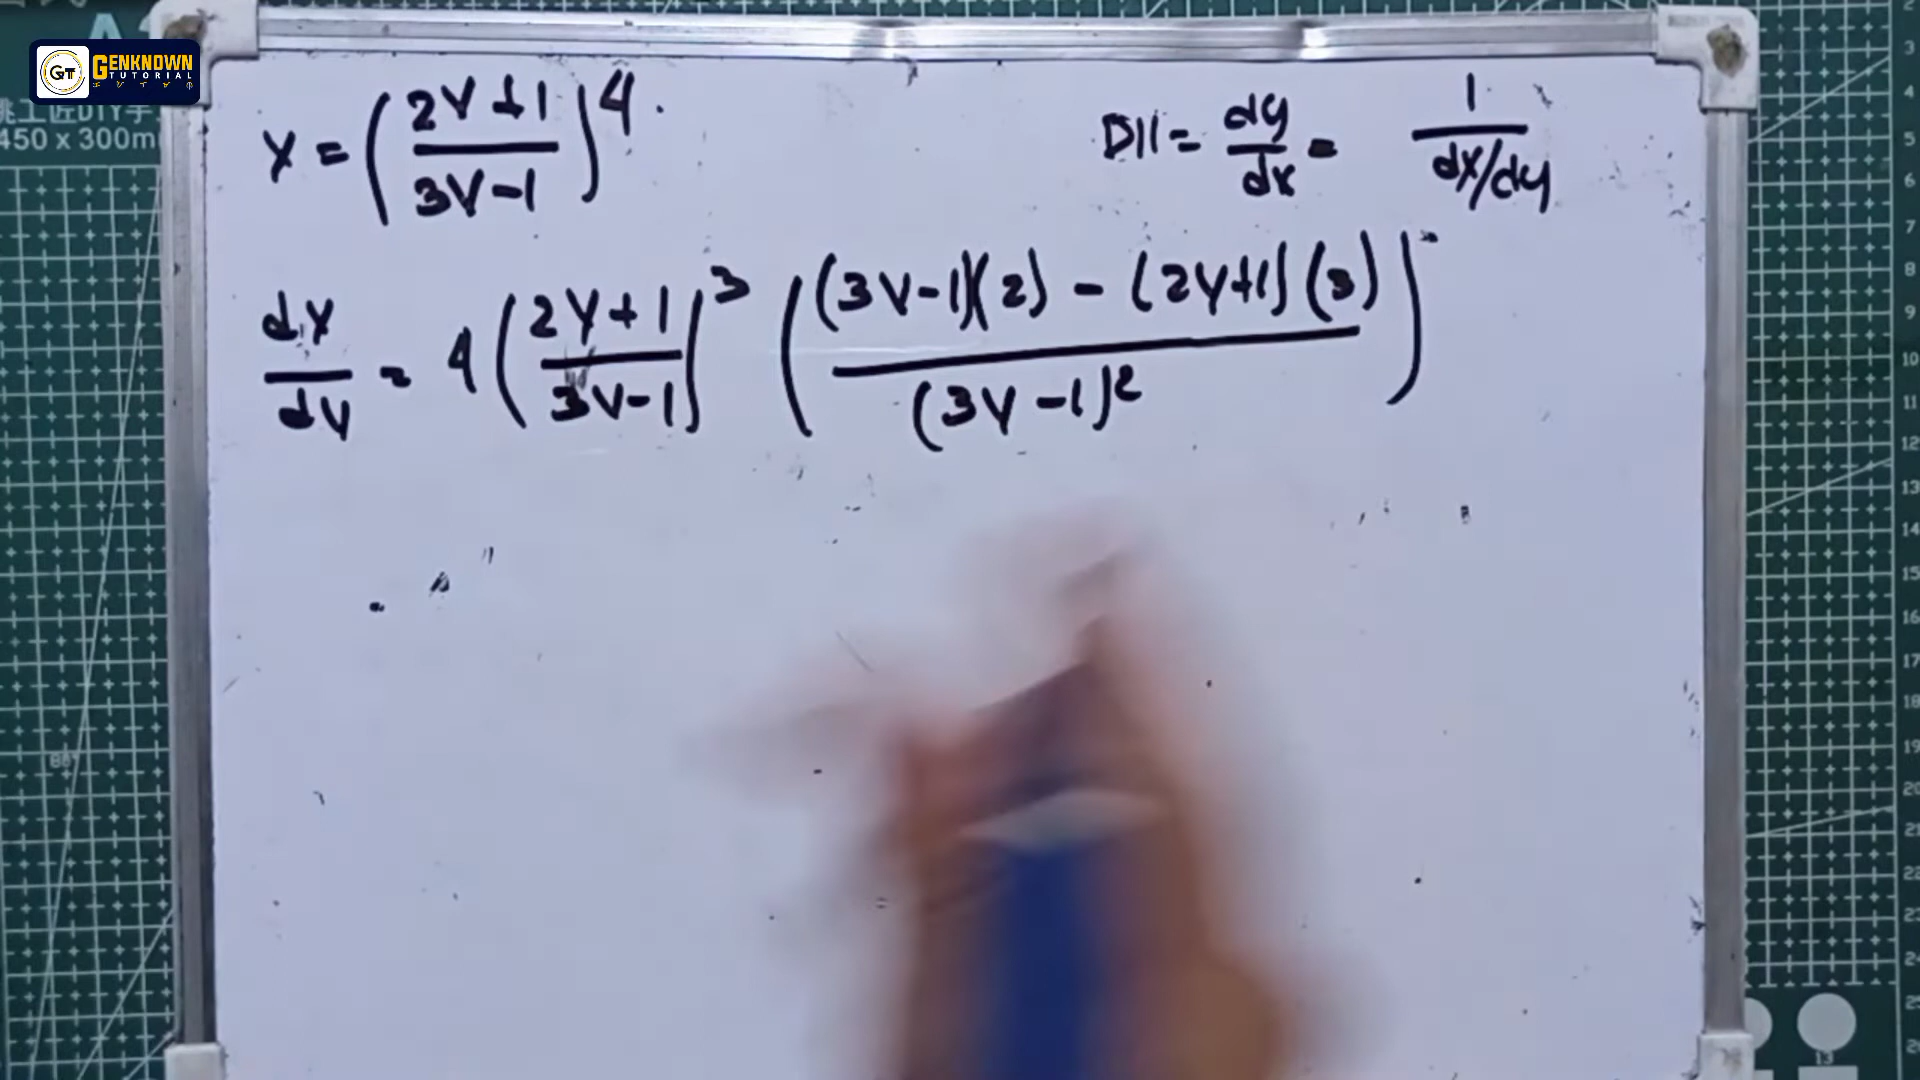 GENKNOWN
TUTORIAL
450 x 300m
x = ( 2y+1 / 3y-1 )^4 .
D11 = dy/dx = 1 / dx/dy
dx/dy = 4 ( 2y+1 / 3y-1 )^3 ( (3y-1)(2) - (2y+1)(3) / (3y-1)^2 )